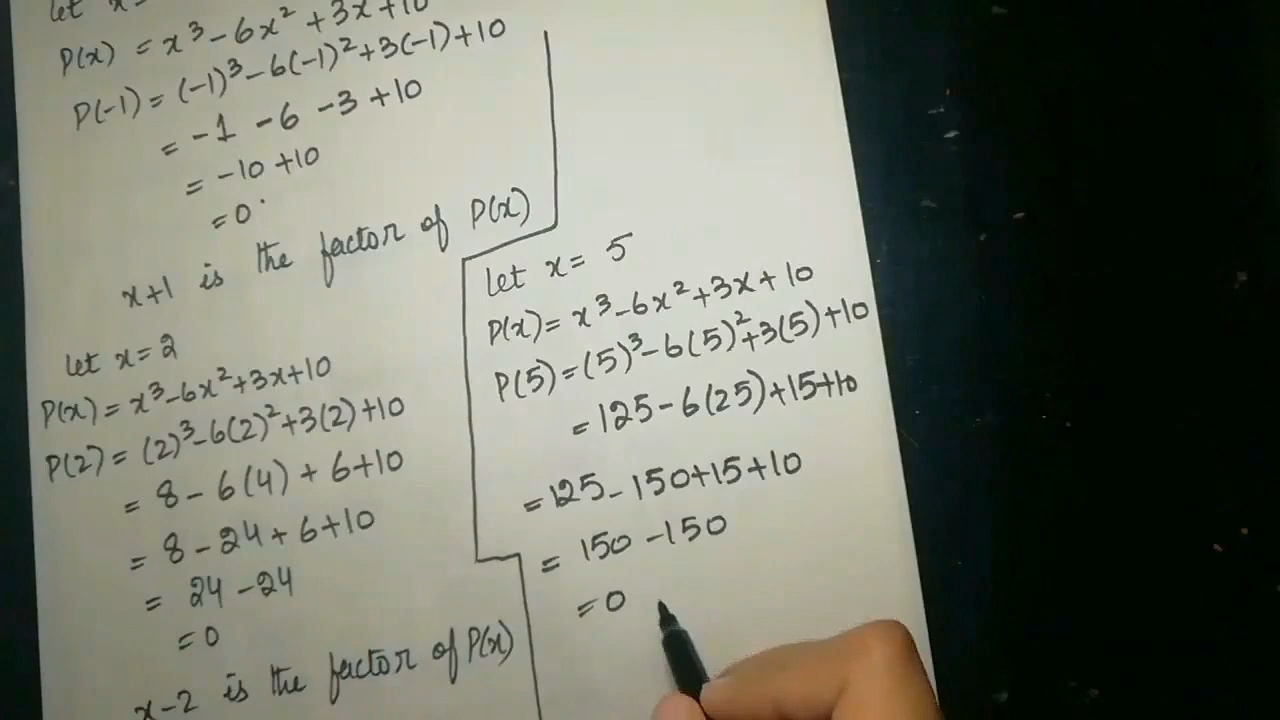 let x=
P(x) = x³-6x²+3x+10
P(-1) = (-1)³-6(-1)²+3(-1)+10
= -1 -6 -3 +10
= -10 +10
= 0.
x+1 is the factor of P(x)
let x=2
P(x) = x³-6x²+3x+10
P(2) = (2)³-6(2)²+3(2)+10
= 8 - 6(4) + 6+10
= 8 - 24 + 6+10
= 24 -24
= 0
x-2 is the factor of P(x)
let x= 5
P(x) = x³-6x²+3x+10
P(5) = (5)³-6(5)²+3(5)+10
= 125-6(25)+15+10
= 125-150+15+10
= 150 -150
= 0